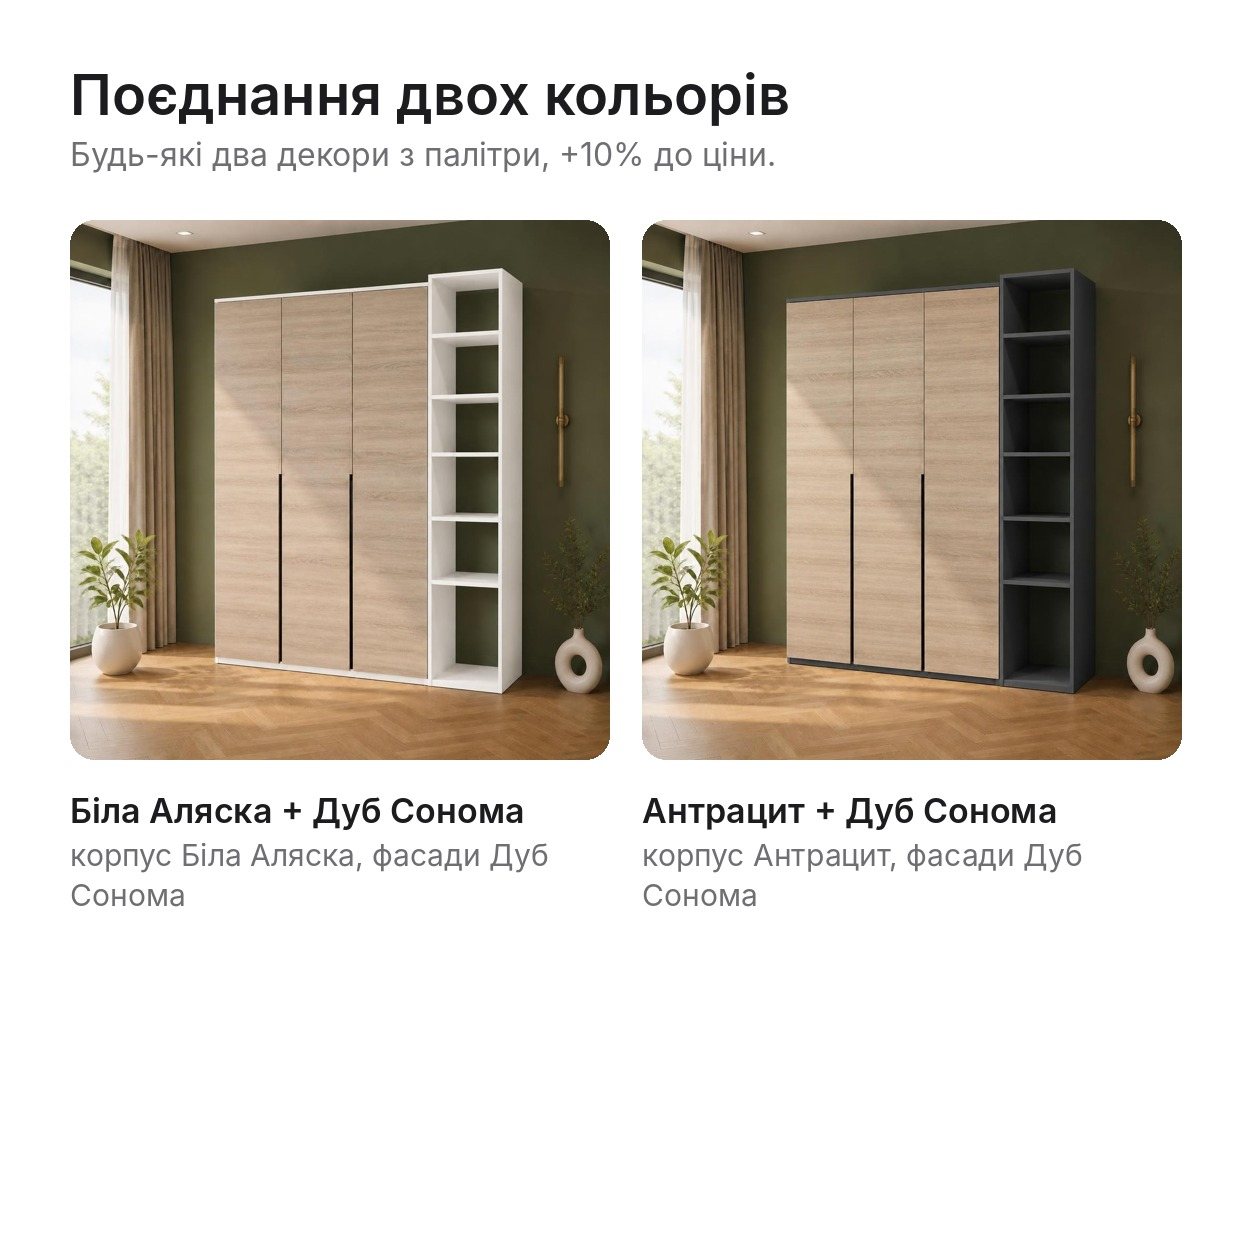 Поєднання двох кольорів
Будь-які два декори з палітри, +10% до ціни.
Біла Аляска + Дуб Сонома
корпус Біла Аляска, фасади Дуб
Сонома
Антрацит + Дуб Сонома
корпус Антрацит, фасади Дуб
Сонома